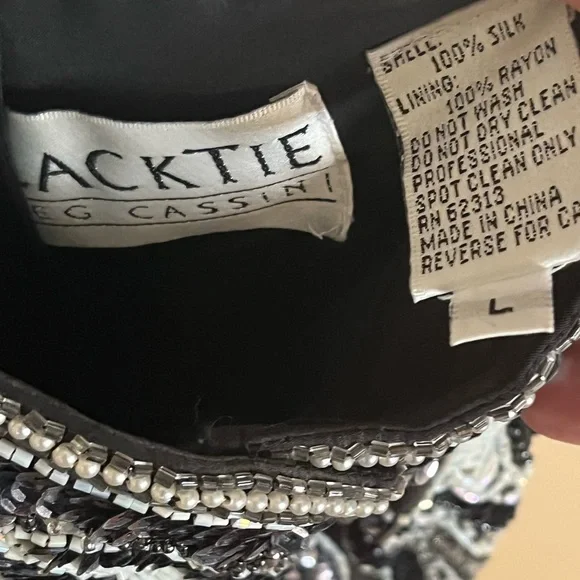 LACKTIE
EG CASSINI
SHELL:
100% SILK
LINING:
100% RAYON
DO NOT WASH
DO NOT DRY CLEAN
PROFESSIONAL
SPOT CLEAN ONLY
RN 62313
MADE IN CHINA
REVERSE FOR CA
L